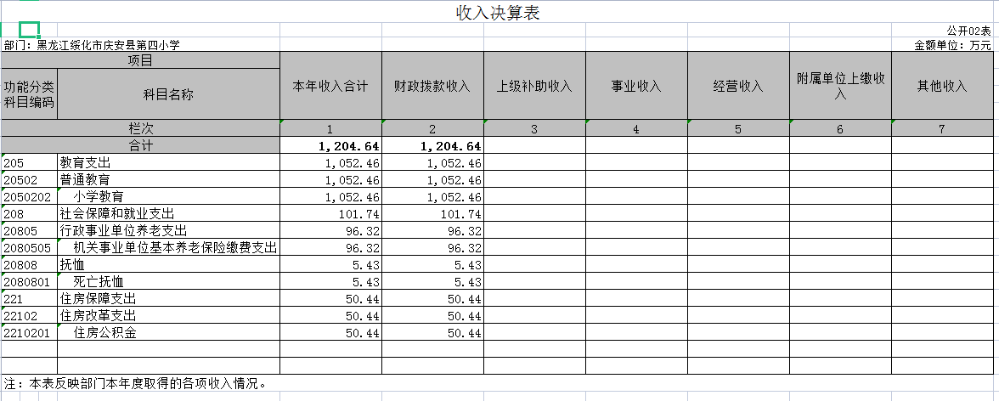 收入决算表
公开02表
部门：黑龙江绥化市庆安县第四小学 金额单位：万元
项目
功能分类科目编码 科目名称 本年收入合计 财政拨款收入 上级补助收入 事业收入 经营收入 附属单位上缴收入 其他收入
栏次 1 2 3 4 5 6 7
合计 1,204.64 1,204.64
205 教育支出 1,052.46 1,052.46
20502 普通教育 1,052.46 1,052.46
2050202 小学教育 1,052.46 1,052.46
208 社会保障和就业支出 101.74 101.74
20805 行政事业单位养老支出 96.32 96.32
2080505 机关事业单位基本养老保险缴费支出 96.32 96.32
20808 抚恤 5.43 5.43
2080801 死亡抚恤 5.43 5.43
221 住房保障支出 50.44 50.44
22102 住房改革支出 50.44 50.44
2210201 住房公积金 50.44 50.44
注：本表反映部门本年度取得的各项收入情况。